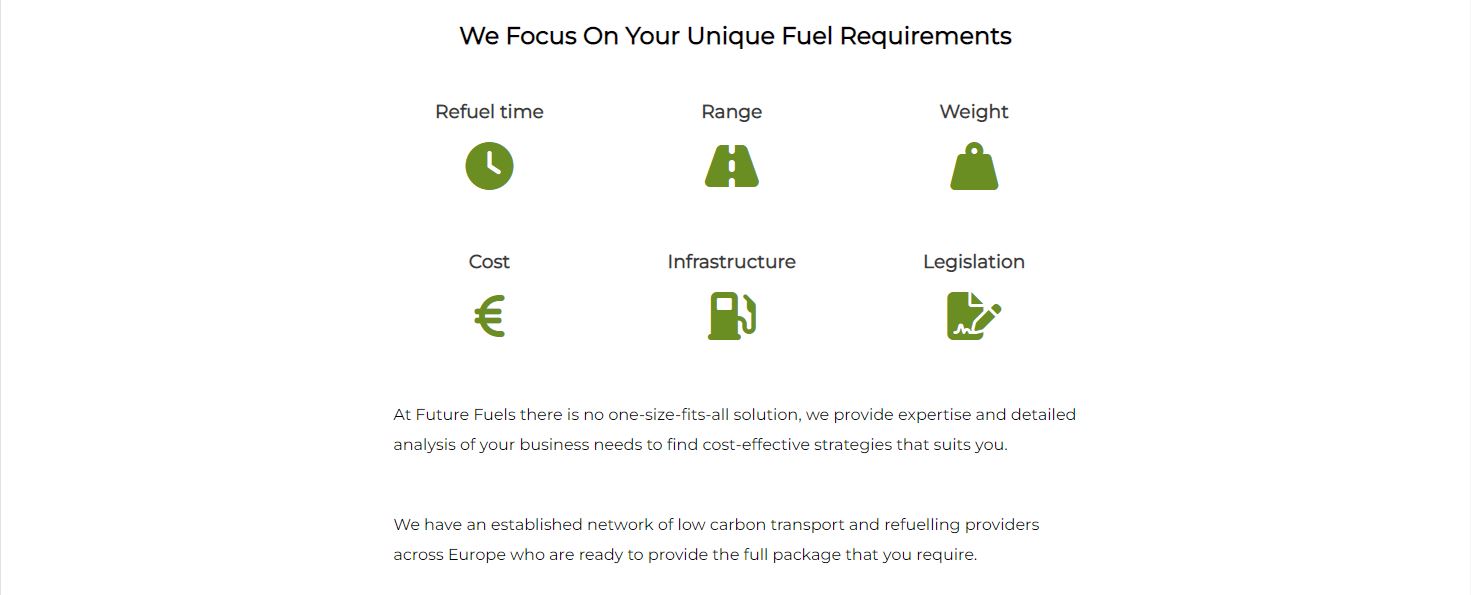 We Focus On Your Unique Fuel Requirements
Refuel time
Range
Weight
Cost
Infrastructure
Legislation
At Future Fuels there is no one-size-fits-all solution, we provide expertise and detailed
analysis of your business needs to find cost-effective strategies that suits you.
We have an established network of low carbon transport and refuelling providers
across Europe who are ready to provide the full package that you require.